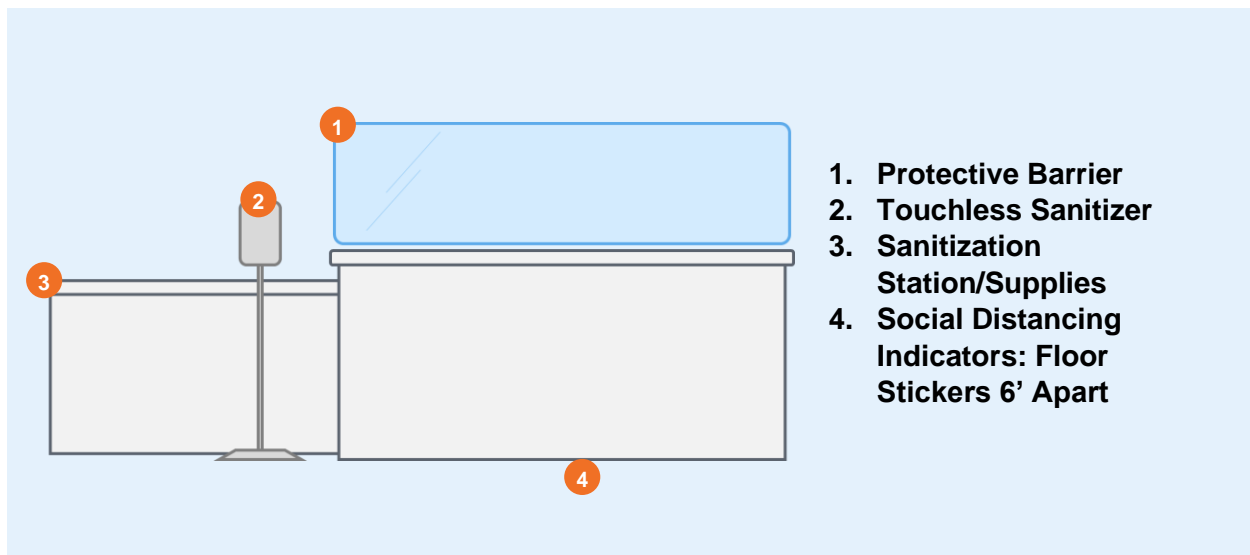 1
2
3
4
1. Protective Barrier
2. Touchless Sanitizer
3. Sanitization
Station/Supplies
4. Social Distancing
Indicators: Floor
Stickers 6’ Apart